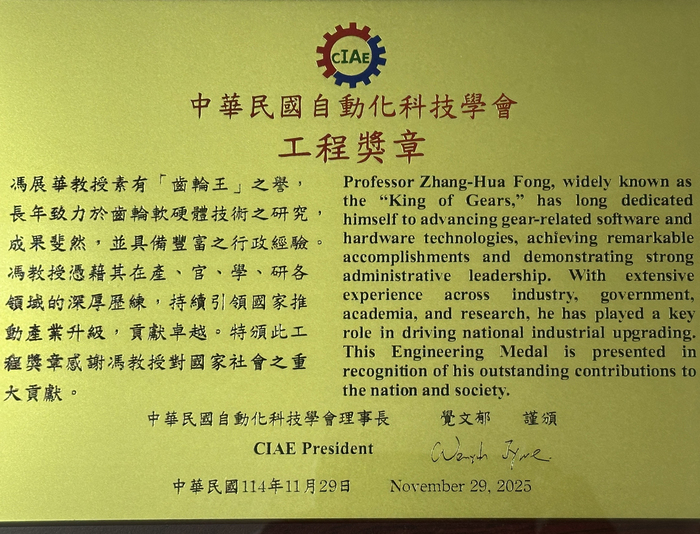 CIAE
中華民國自動化科技學會
工程獎章
馮展華教授素有「齒輪王」之譽，
長年致力於齒輪軟硬體技術之研究，
成果斐然，並具備豐富之行政經驗。
馮教授憑藉其在產、官、學、研各
領域的深厚歷練，持續引領國家推
動產業升級，貢獻卓越。特頒此工
程獎章感謝馮教授對國家社會之重
大貢獻。
Professor Zhang-Hua Fong, widely known as
the “King of Gears,” has long dedicated
himself to advancing gear-related software and
hardware technologies, achieving remarkable
accomplishments and demonstrating strong
administrative leadership. With extensive
experience across industry, government,
academia, and research, he has played a key
role in driving national industrial upgrading.
This Engineering Medal is presented in
recognition of his outstanding contributions to
the nation and society.
中華民國自動化科技學會理事長 覺文郁 謹頒
CIAE President
中華民國114年11月29日 November 29, 2025